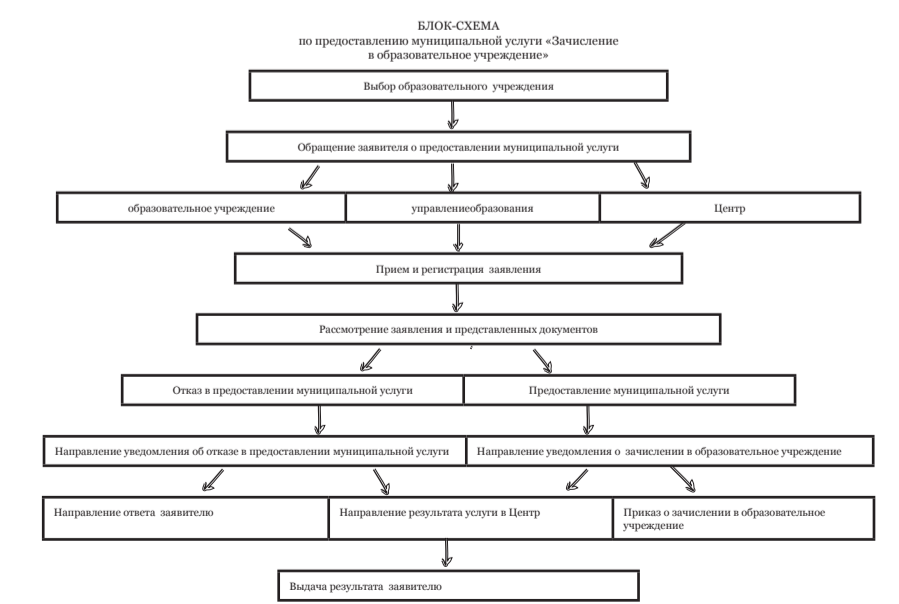 БЛОК-СХЕМА
по предоставлению муниципальной услуги «Зачисление
в образовательное учреждение»
Выбор образовательного учреждения
Обращение заявителя о предоставлении муниципальной услуги
образовательное учреждение
управлениеобразования
Центр
Прием и регистрация заявления
Рассмотрение заявления и представленных документов
Отказ в предоставлении муниципальной услуги
Предоставление муниципальной услуги
Направление уведомления об отказе в предоставлении муниципальной услуги
Направление уведомления о зачислении в образовательное учреждение
Направление ответа заявителю
Направление результата услуги в Центр
Приказ о зачислении в образовательное
учреждение
Выдача результата заявителю